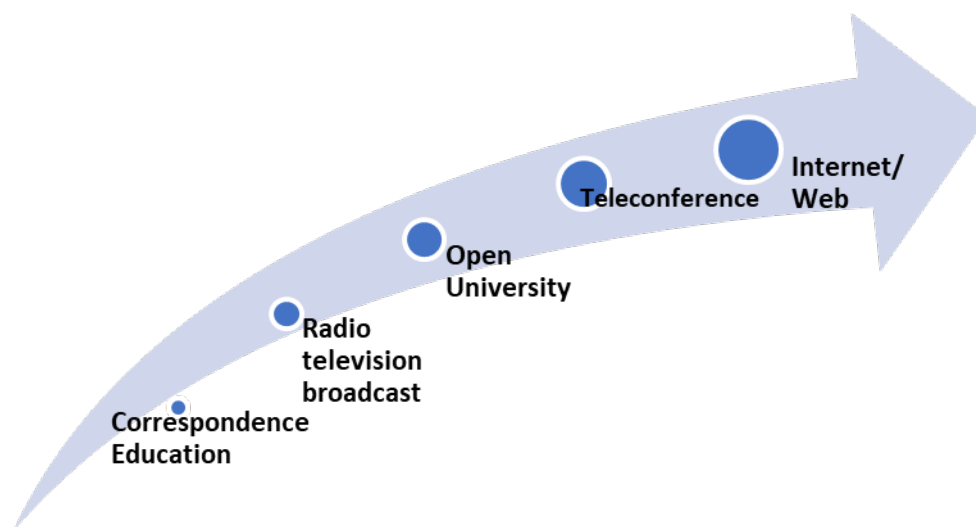 Correspondence
Education
Radio
television
broadcast
Open
University
Teleconference
Internet/
Web